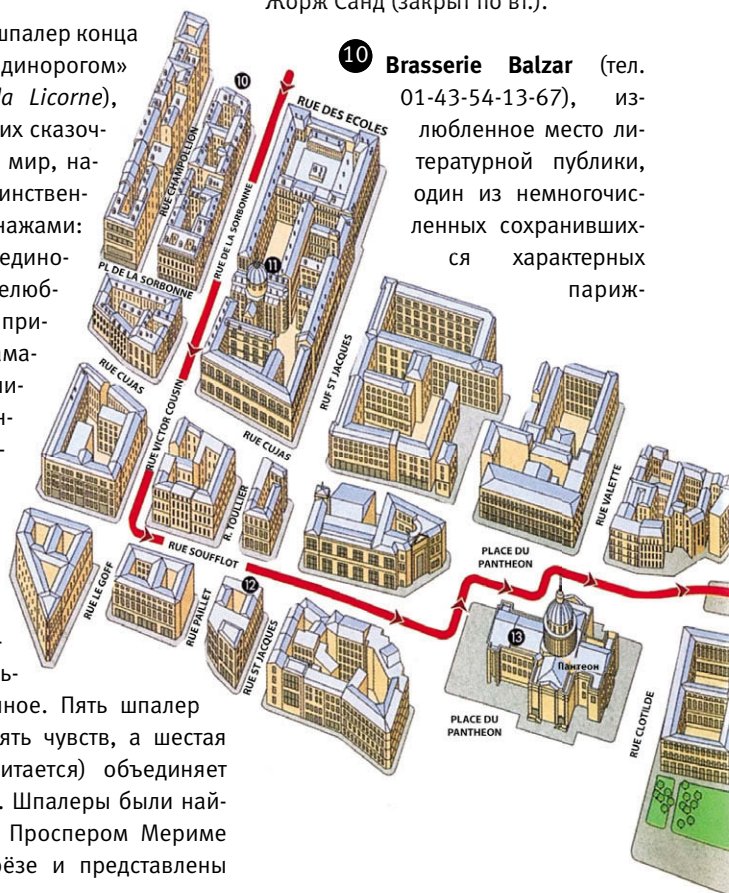 Жорж Санд (закрыт по вт.).
шпалер конца
единорогом»
la Licorne),
их сказоч-
мир, на-
инствен-
нажами:
едино-
елюб-
при-
ама-
ни-
н-
-
-
ь-
ное. Пять шпалер
ять чувств, а шестая
итается) объединяет
. Шпалеры были най-
Проспером Мериме
рёзе и представлены
10 Brasserie Balzar (тел.
01-43-54-13-67), из-
любленное место ли-
тературной публики,
один из немногочис-
ленных сохранивших-
ся характерных
париж-
10
RUE DES ECOLES
RUE CHAMPOLLION
RUE DE LA SORBONNE
11
PL DE LA SORBONNE
RUE CUJAS
RUE ST JACQUES
RUE VICTOR COUSIN
RUE CUJAS
R. TOULLIER
RUE VALETTE
RUE SOUFFLOT
PLACE DU
PANTHEON
RUE LE GOFF
RUE PAILLET
12
RUE ST JACQUES
13
Пантеон
PLACE DU
PANTHEON
RUE CLOTILDE